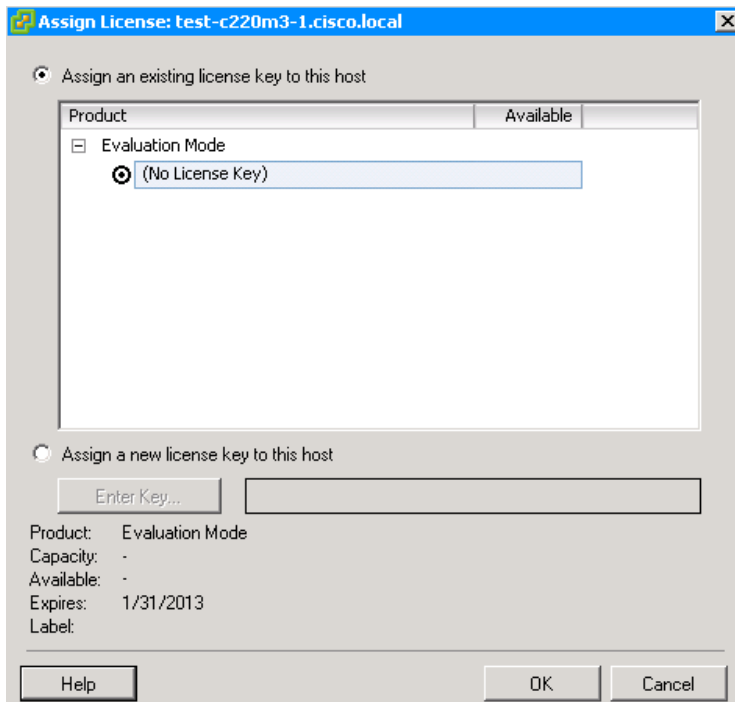 Assign License: test-c220m3-1.cisco.local
Assign an existing license key to this host
Product Available
Evaluation Mode
(No License Key)
Assign a new license key to this host
Enter Key...
Product: Evaluation Mode
Capacity: -
Available: -
Expires: 1/31/2013
Label:
Help OK Cancel